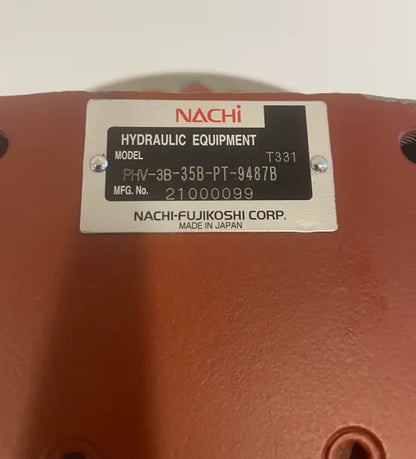 NACHi
HYDRAULIC EQUIPMENT
MODEL T331
PHV-3B-35B-PT-9487B
MFG. No. 21000099
NACHI-FUJIKOSHI CORP.
MADE IN JAPAN